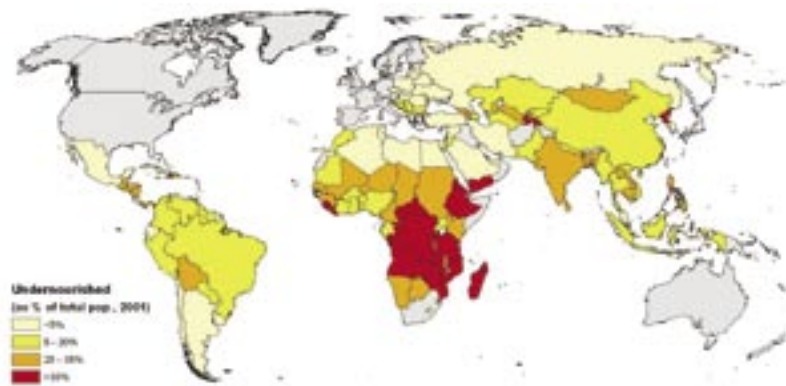 Undernourished
(as % of total pop., 2001)
<5%
5 - 20%
20 - 35%
>35%